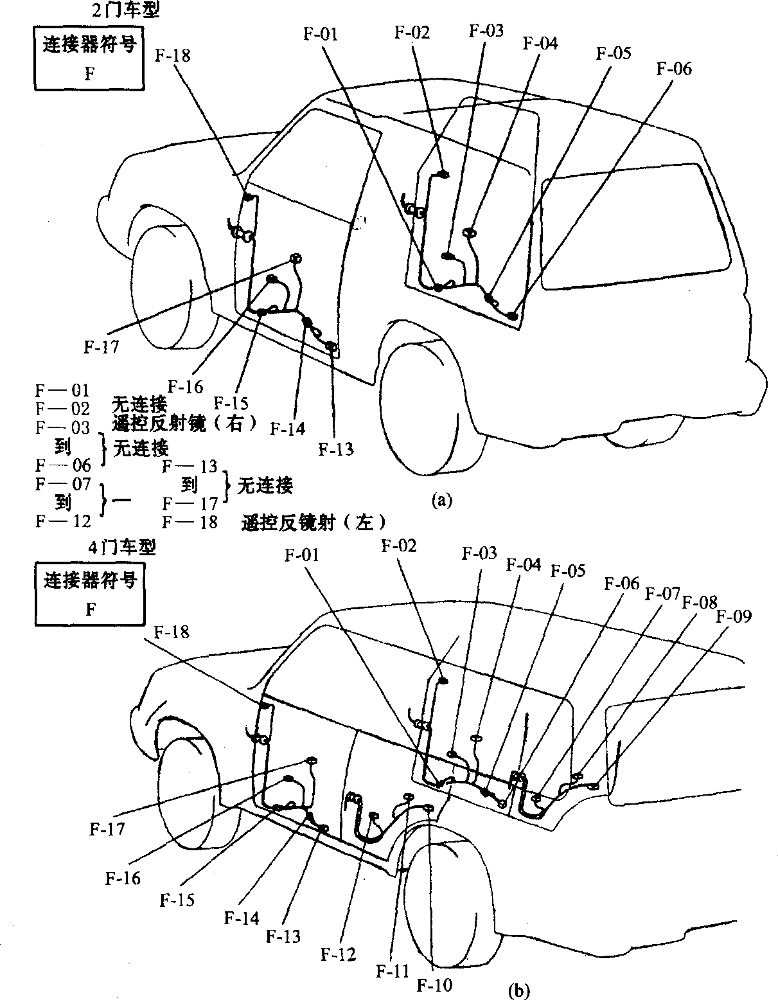 2门车型
连接器符号
F
F-18
F-01
F-02
F-03
F-04
F-05
F-06
F-17
F-16
F-15
F-14
F-13
F—01
F—02 无连接
F—03 遥控反射镜(右)
到 } 无连接
F—06
F—07
到 } —
F—12
F—13
到 } 无连接
F—17
F—18 遥控反镜射(左)
(a)
4门车型
连接器符号
F
F-18
F-01
F-02
F-03
F-04
F-05
F-06
F-07
F-08
F-09
F-17
F-16
F-15
F-14
F-13
F-12
F-11
F-10
(b)